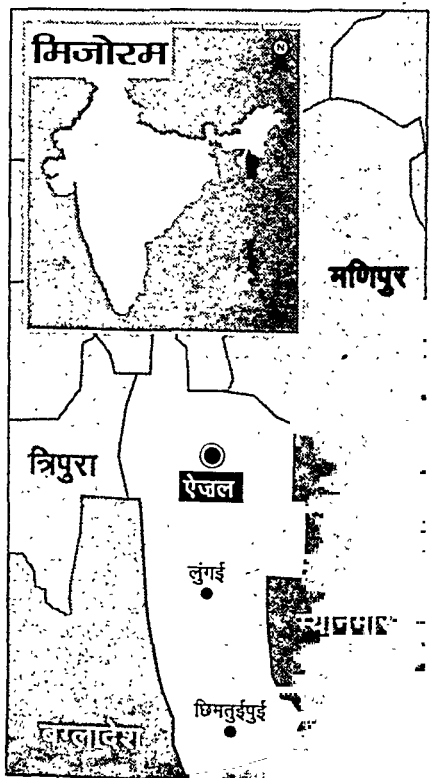 मिजोरम
N
मणिपुर
त्रिपुरा
ऐज़ल
लुंगई
म्यांमार
छिमतुईपुई
बंग्लादेश